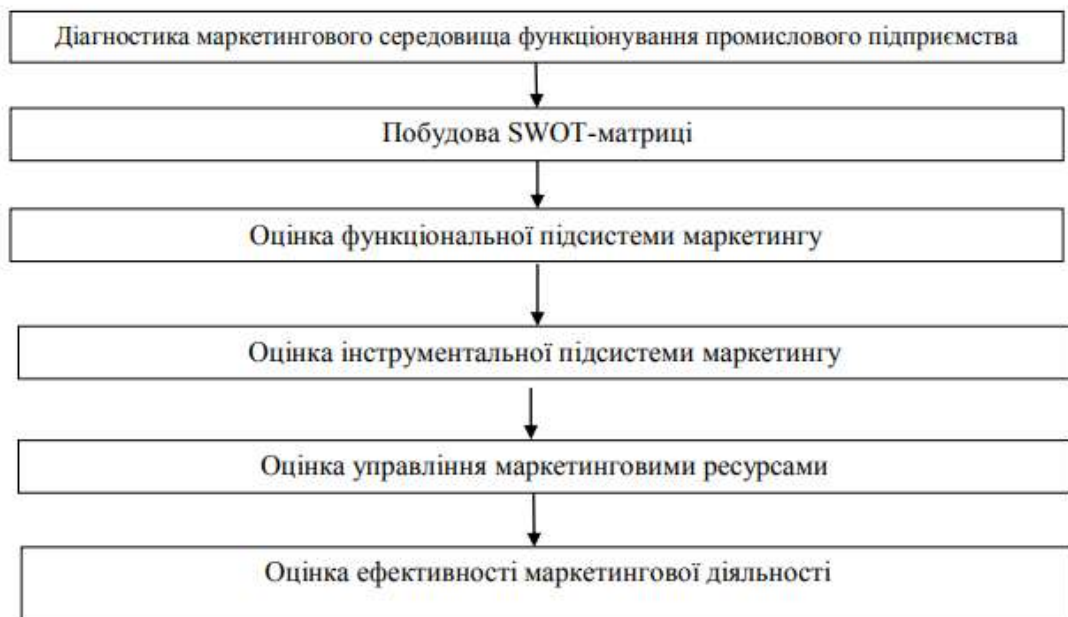 Діагностика маркетингового середовища функціонування промислового підприємства
Побудова SWOT-матриці
Оцінка функціональної підсистеми маркетингу
Оцінка інструментальної підсистеми маркетингу
Оцінка управління маркетинговими ресурсами
Оцінка ефективності маркетингової діяльності